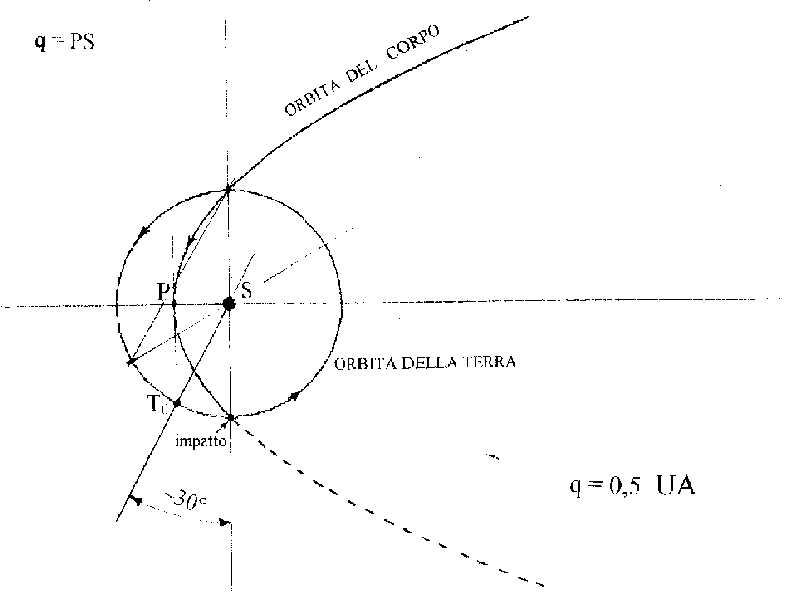 q = PS
ORBITA DEL CORPO
P
S
ORBITA DELLA TERRA
impatto
~30°
q = 0,5 UA